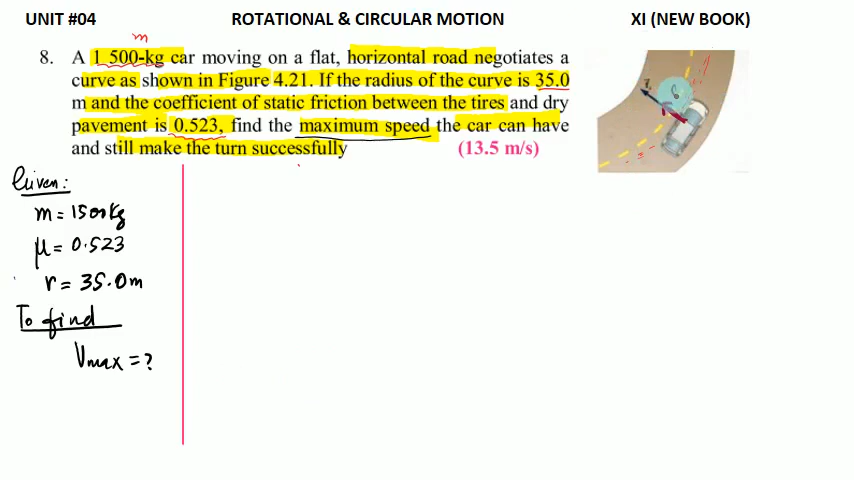 UNIT #04 ROTATIONAL & CIRCULAR MOTION XI (NEW BOOK)
m
8. A 1 500-kg car moving on a flat, horizontal road negotiates a
curve as shown in Figure 4.21. If the radius of the curve is 35.0
m and the coefficient of static friction between the tires and dry
pavement is 0.523, find the maximum speed the car can have
and still make the turn successfully (13.5 m/s)
Given:
m = 1500kg
μ = 0.523
r = 35.0m
To find
Vmax = ?